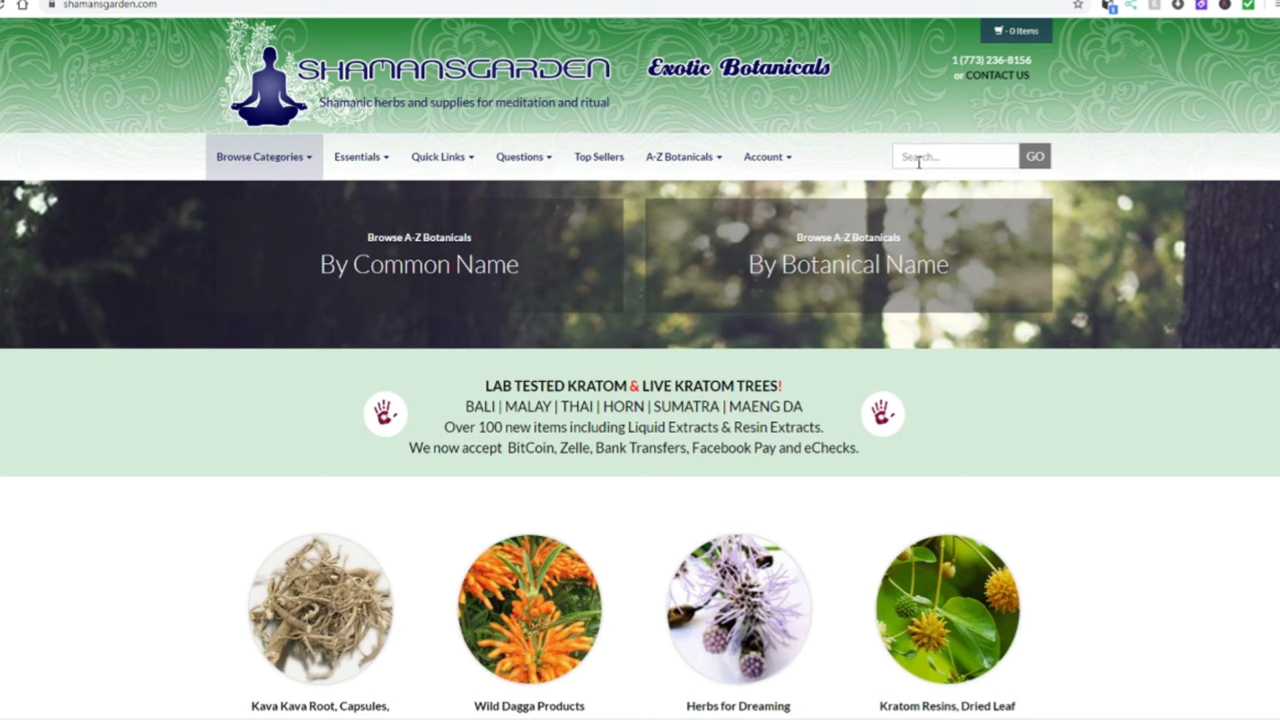 shamansgarden.com
- 0 Items
SHAMANSGARDEN
Exotic Botanicals
1 (773) 236-8156
or CONTACT US
Shamanic herbs and supplies for meditation and ritual
Browse Categories
Essentials
Quick Links
Questions
Top Sellers
A-Z Botanicals
Account
Search...
GO
Browse A-Z Botanicals
By Common Name
Browse A-Z Botanicals
By Botanical Name
LAB TESTED KRATOM & LIVE KRATOM TREES!
BALI | MALAY | THAI | HORN | SUMATRA | MAENG DA
Over 100 new items including Liquid Extracts & Resin Extracts.
We now accept BitCoin, Zelle, Bank Transfers, Facebook Pay and eChecks.
Kava Kava Root, Capsules,
Wild Dagga Products
Herbs for Dreaming
Kratom Resins, Dried Leaf